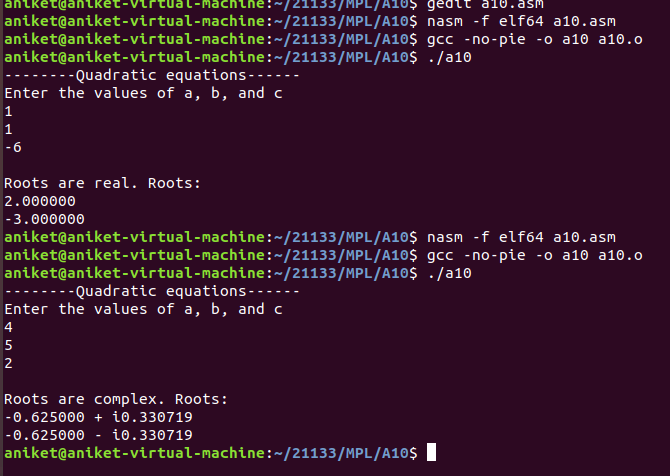 aniket@aniket-virtual-machine:~/21133/MPL/A10$ gedit a10.asm
aniket@aniket-virtual-machine:~/21133/MPL/A10$ nasm -f elf64 a10.asm
aniket@aniket-virtual-machine:~/21133/MPL/A10$ gcc -no-pie -o a10 a10.o
aniket@aniket-virtual-machine:~/21133/MPL/A10$ ./a10
--------Quadratic equations------
Enter the values of a, b, and c
1
1
-6
Roots are real. Roots:
2.000000
-3.000000
aniket@aniket-virtual-machine:~/21133/MPL/A10$ nasm -f elf64 a10.asm
aniket@aniket-virtual-machine:~/21133/MPL/A10$ gcc -no-pie -o a10 a10.o
aniket@aniket-virtual-machine:~/21133/MPL/A10$ ./a10
--------Quadratic equations------
Enter the values of a, b, and c
4
5
2
Roots are complex. Roots:
-0.625000 + i0.330719
-0.625000 - i0.330719
aniket@aniket-virtual-machine:~/21133/MPL/A10$